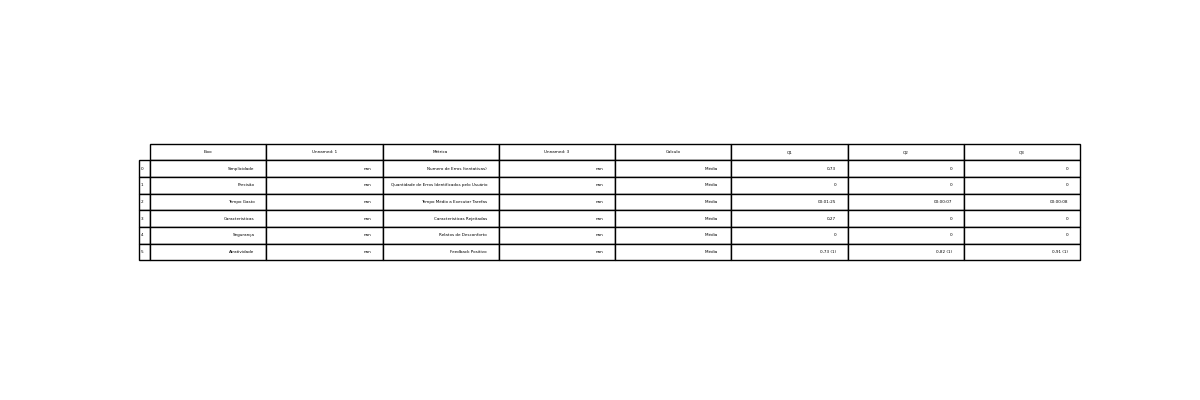 Eixo Unnamed: 1 Métrica Unnamed: 3 Cálculo Q1 Q2 Q3
0 Simplicidade nan Numero de Erros (tentativas) nan Média 0,73 0 0
1 Precisão nan Quantidade de Erros Identificados pelo Usuário nan Média 0 0 0
2 Tempo Gasto nan Tempo Medio a Executar Tarefas nan Média 00:01:25 00:00:07 00:00:08
3 Características nan Características Rejeitadas nan Média 0,27 0 0
4 Segurança nan Relatos de Desconforto nan Média 0 0 0
5 Atratividade nan Feedback Positivo nan Média 0,73 (1) 0,82 (1) 0,91 (1)